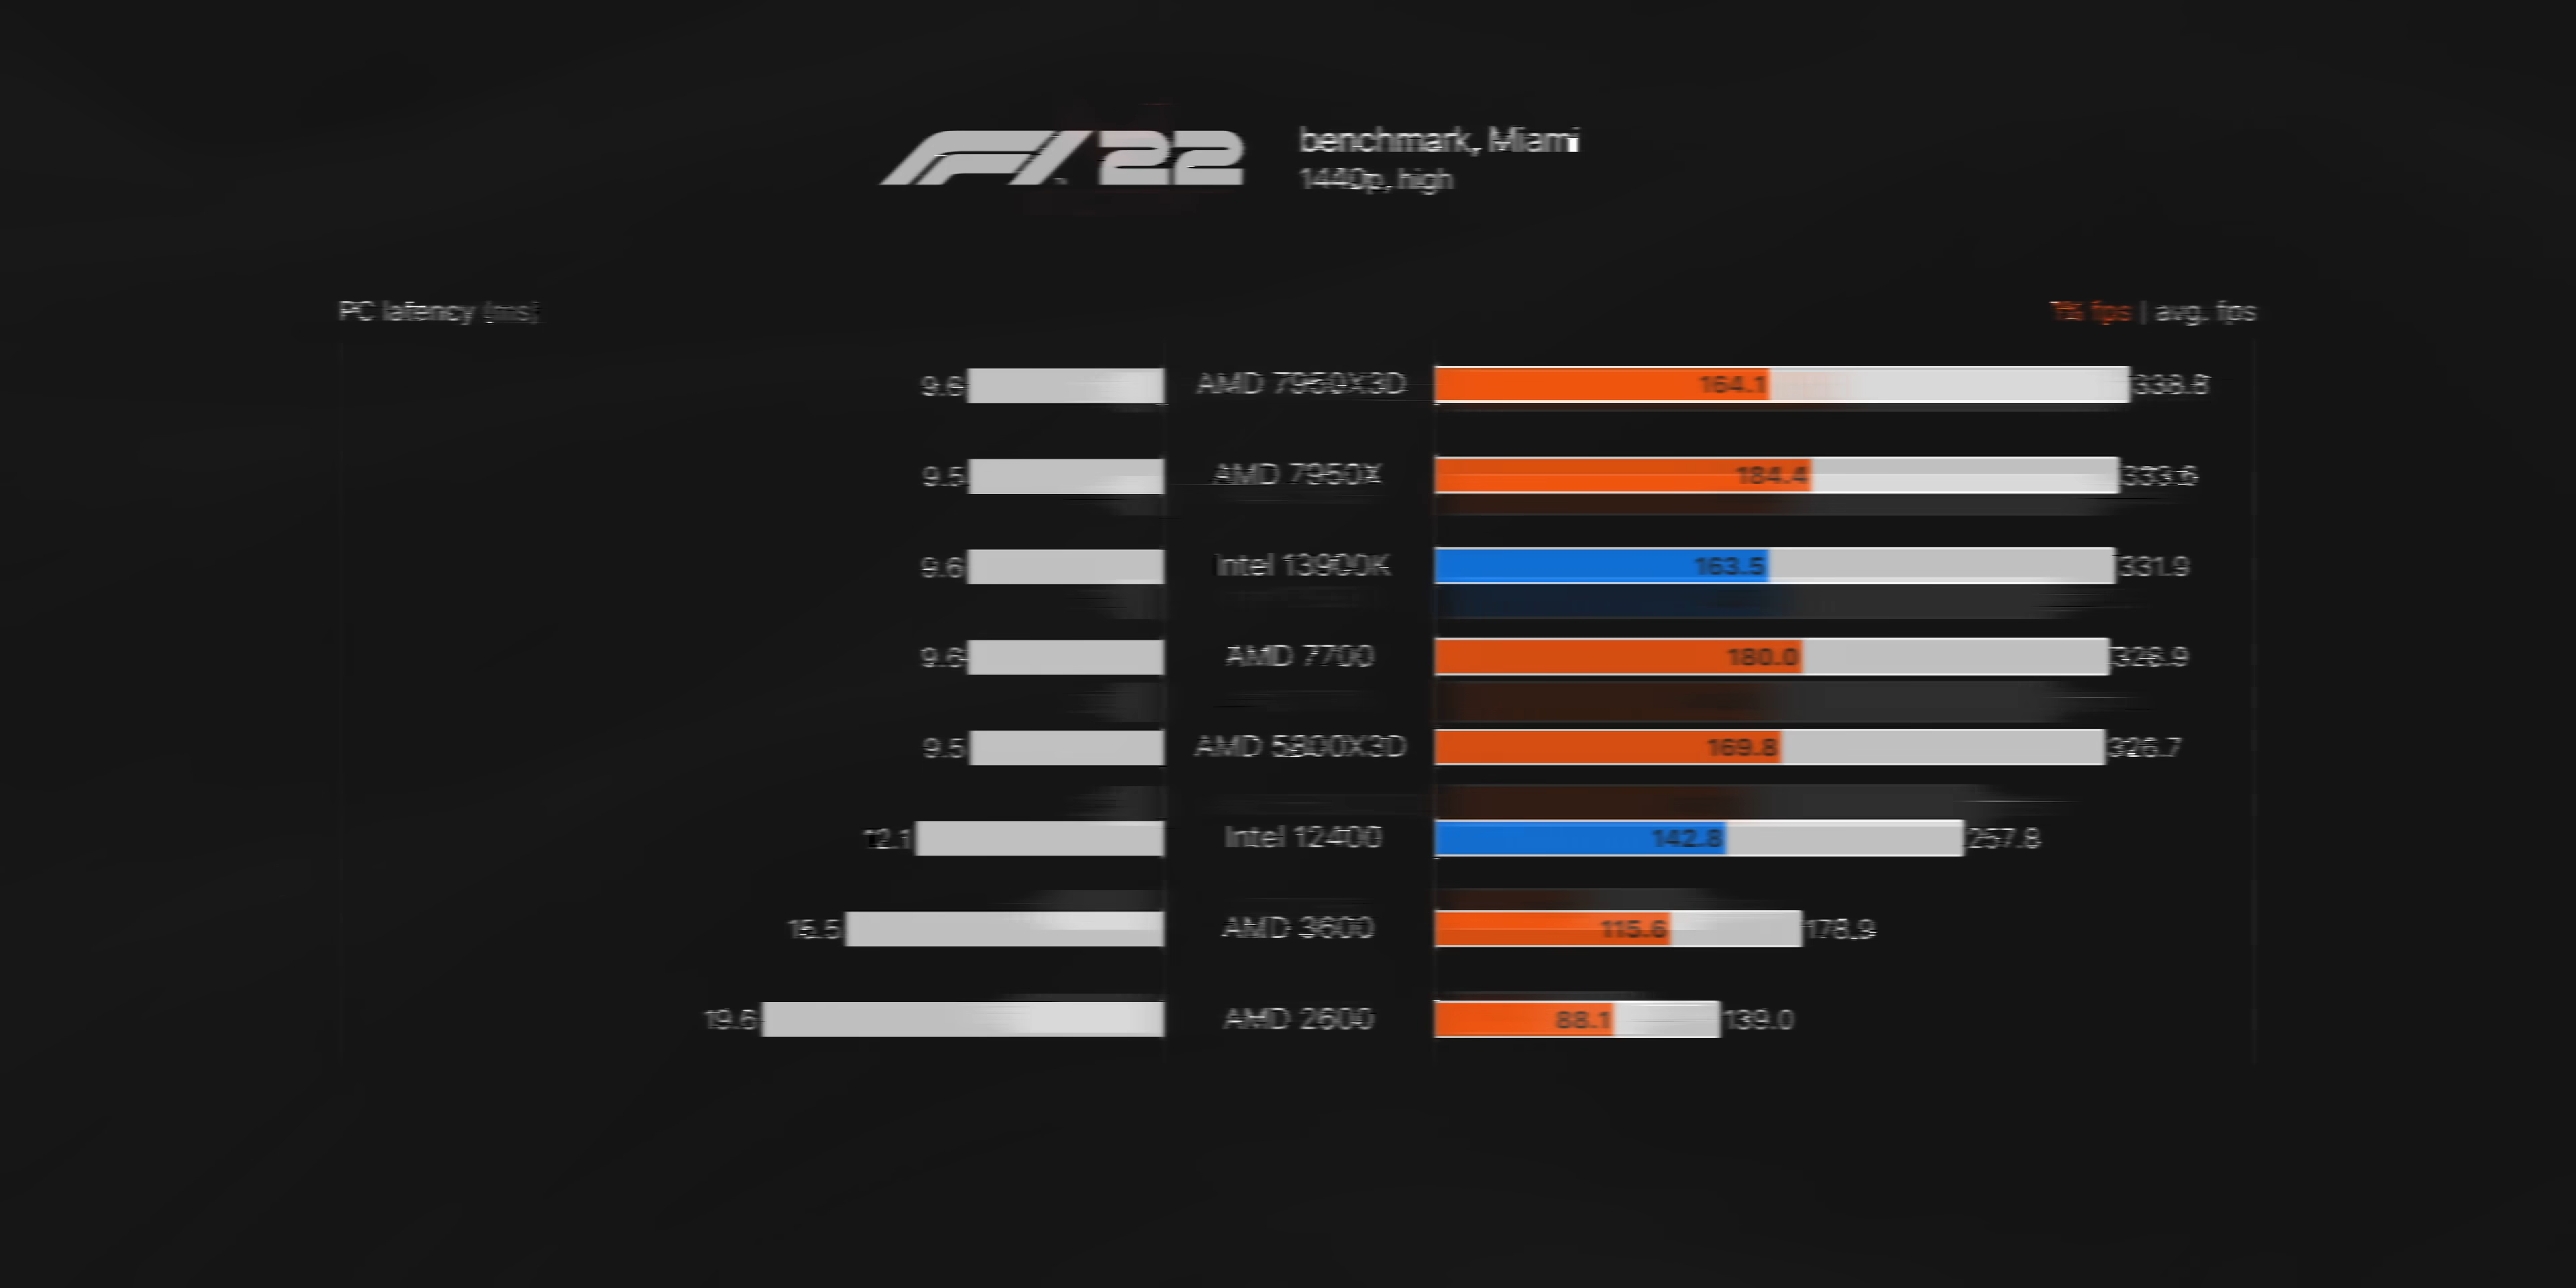 F1 22
benchmark, Miami
1440p, high
PC latency (ms)
1% fps | avg. fps
9.6 AMD 7950X3D 164.1 338.8
9.5 AMD 7950X 184.4 333.6
9.6 Intel 13900K 163.5 331.9
9.6 AMD 7700 180.0 328.9
9.5 AMD 5800X3D 169.8 326.7
12.1 Intel 12400 142.8 257.8
15.5 AMD 3600 115.6 178.9
19.6 AMD 2600 88.1 139.0